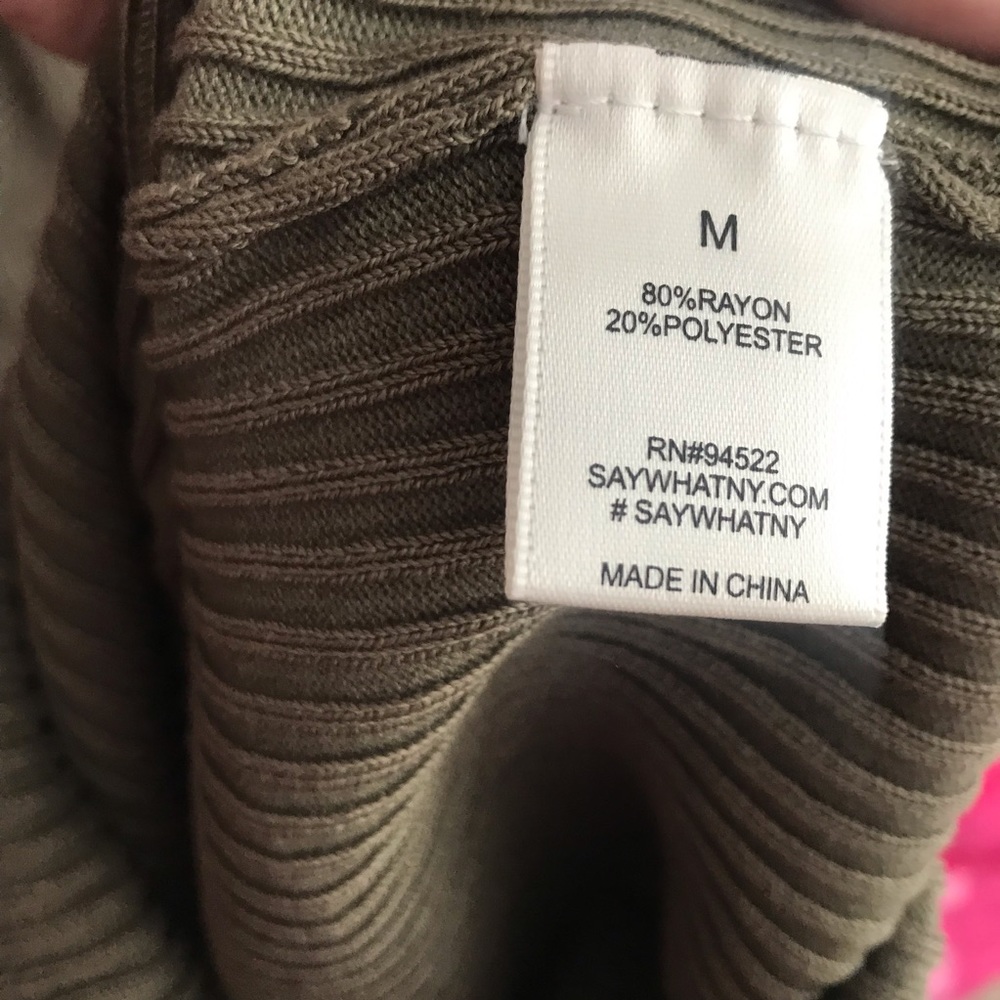 M
80%RAYON
20%POLYESTER
RN#94522
SAYWHATNY.COM
# SAYWHATNY
MADE IN CHINA